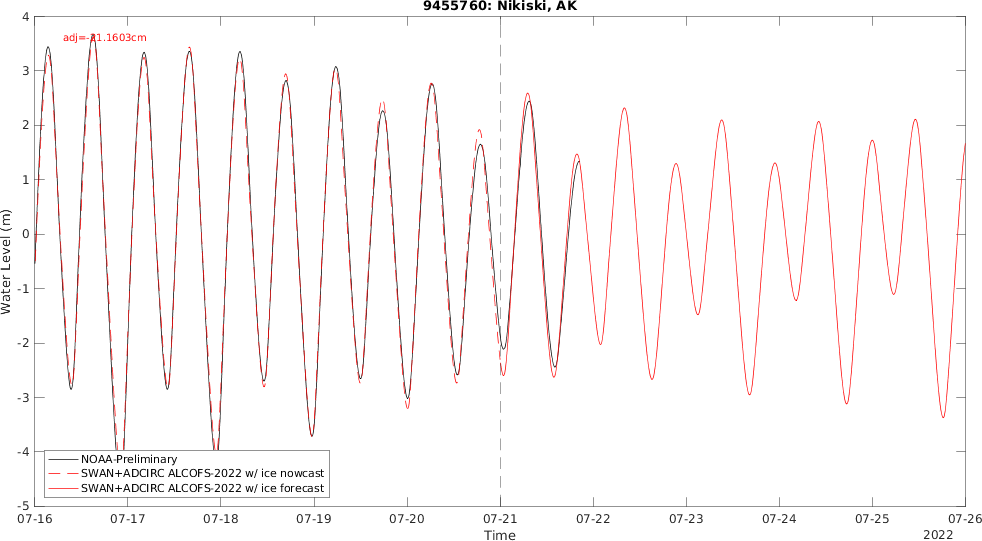 9455760: Nikiski, AK
adj=-21.1603cm
Water Level (m)
4
3
2
1
0
-1
-2
-3
-4
-5
NOAA-Preliminary
SWAN+ADCIRC ALCOFS-2022 w/ ice nowcast
SWAN+ADCIRC ALCOFS-2022 w/ ice forecast
07-16 07-17 07-18 07-19 07-20 07-21 07-22 07-23 07-24 07-25 07-26
Time
2022